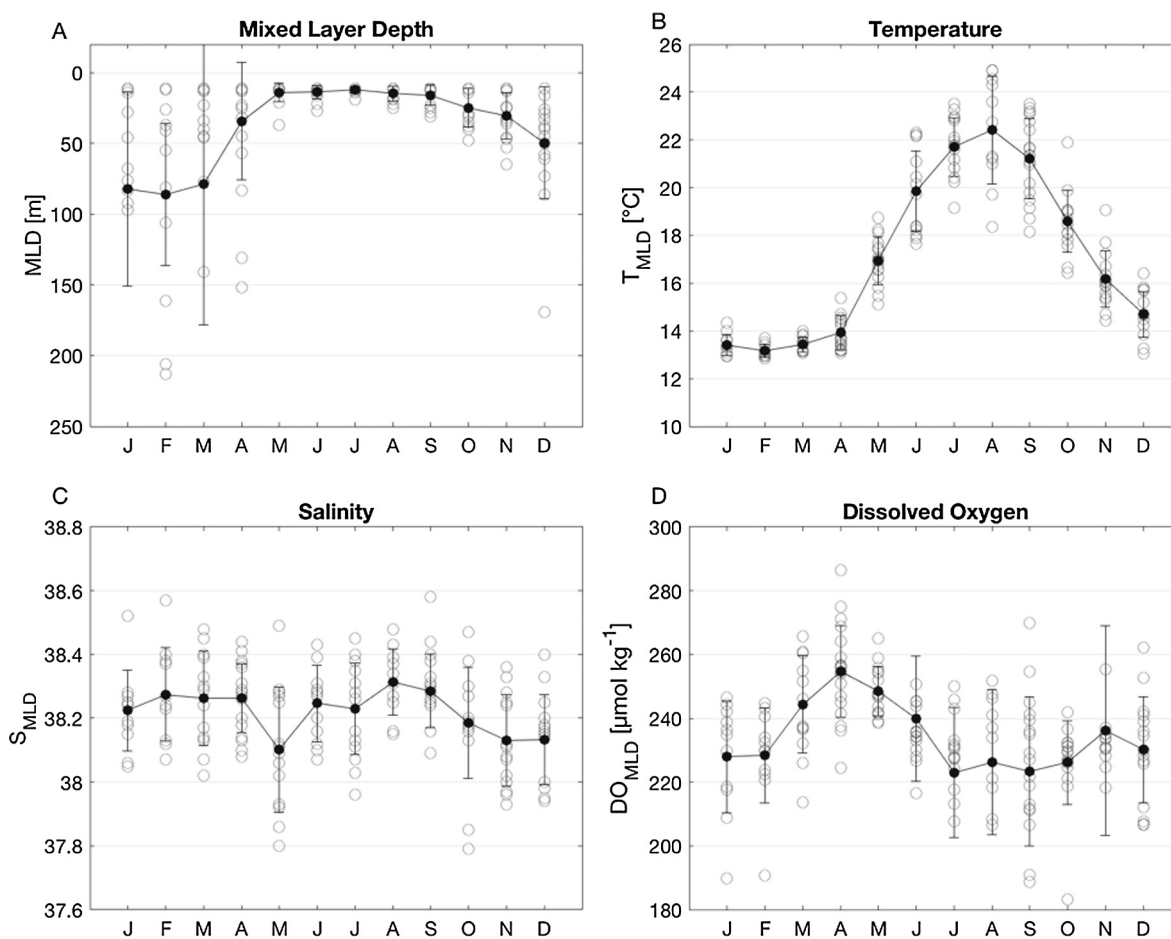 A
Mixed Layer Depth
0
50
100
150
200
250
MLD [m]
J F M A M J J A S O N D
B
Temperature
26
24
22
20
18
16
14
12
10
T_MLD [°C]
J F M A M J J A S O N D
C
Salinity
38.8
38.6
38.4
38.2
38
37.8
37.6
S_MLD
J F M A M J J A S O N D
D
Dissolved Oxygen
300
280
260
240
220
200
180
DO_MLD [µmol kg⁻¹]
J F M A M J J A S O N D